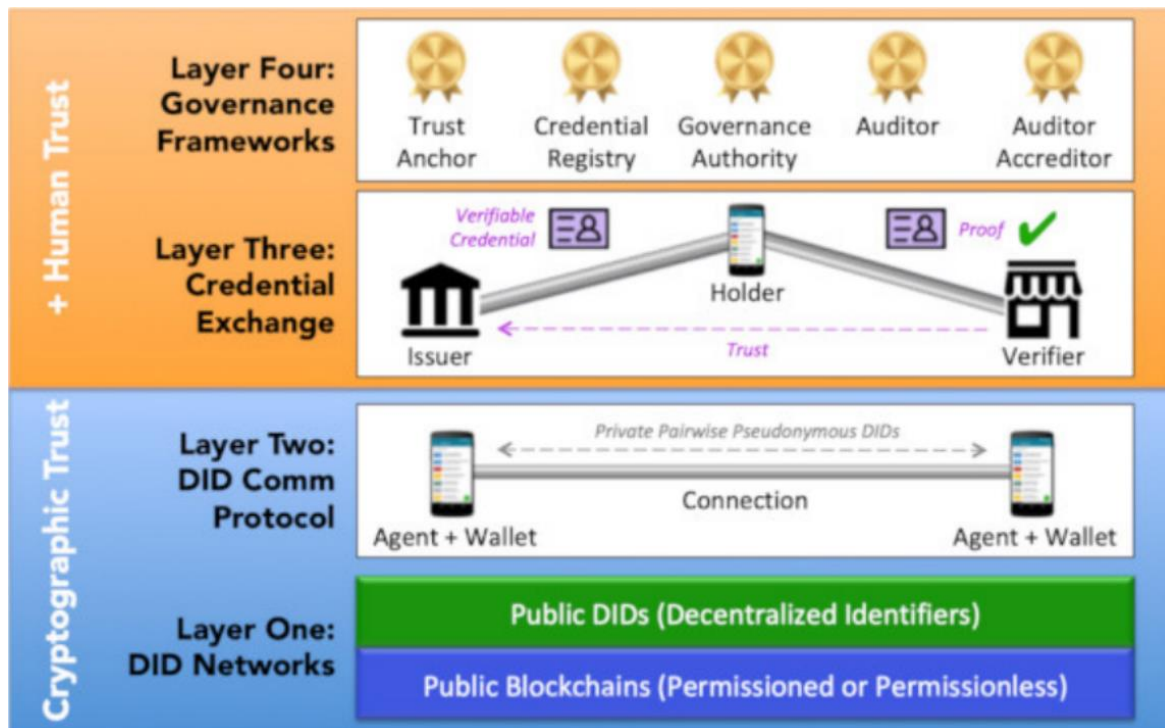 + Human Trust
Layer Four:
Governance
Frameworks
Trust
Anchor
Credential
Registry
Governance
Authority
Auditor
Auditor
Accreditor
Layer Three:
Credential
Exchange
Verifiable
Credential
Proof
Holder
Issuer
Trust
Verifier
Cryptographic Trust
Layer Two:
DID Comm
Protocol
Private Pairwise Pseudonymous DIDs
Connection
Agent + Wallet
Agent + Wallet
Layer One:
DID Networks
Public DIDs (Decentralized Identifiers)
Public Blockchains (Permissioned or Permissionless)